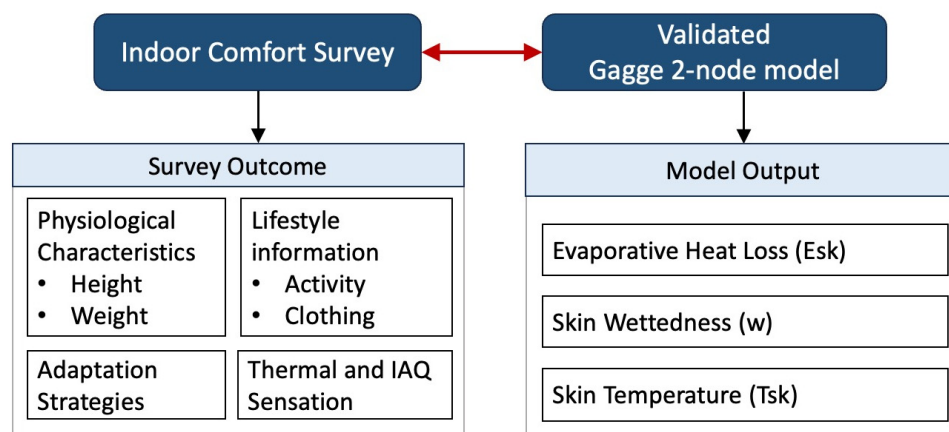 Indoor Comfort Survey
Validated
Gagge 2-node model
Survey Outcome
Physiological
Characteristics
• Height
• Weight
Lifestyle
information
• Activity
• Clothing
Adaptation
Strategies
Thermal and IAQ
Sensation
Model Output
Evaporative Heat Loss (Esk)
Skin Wettedness (w)
Skin Temperature (Tsk)